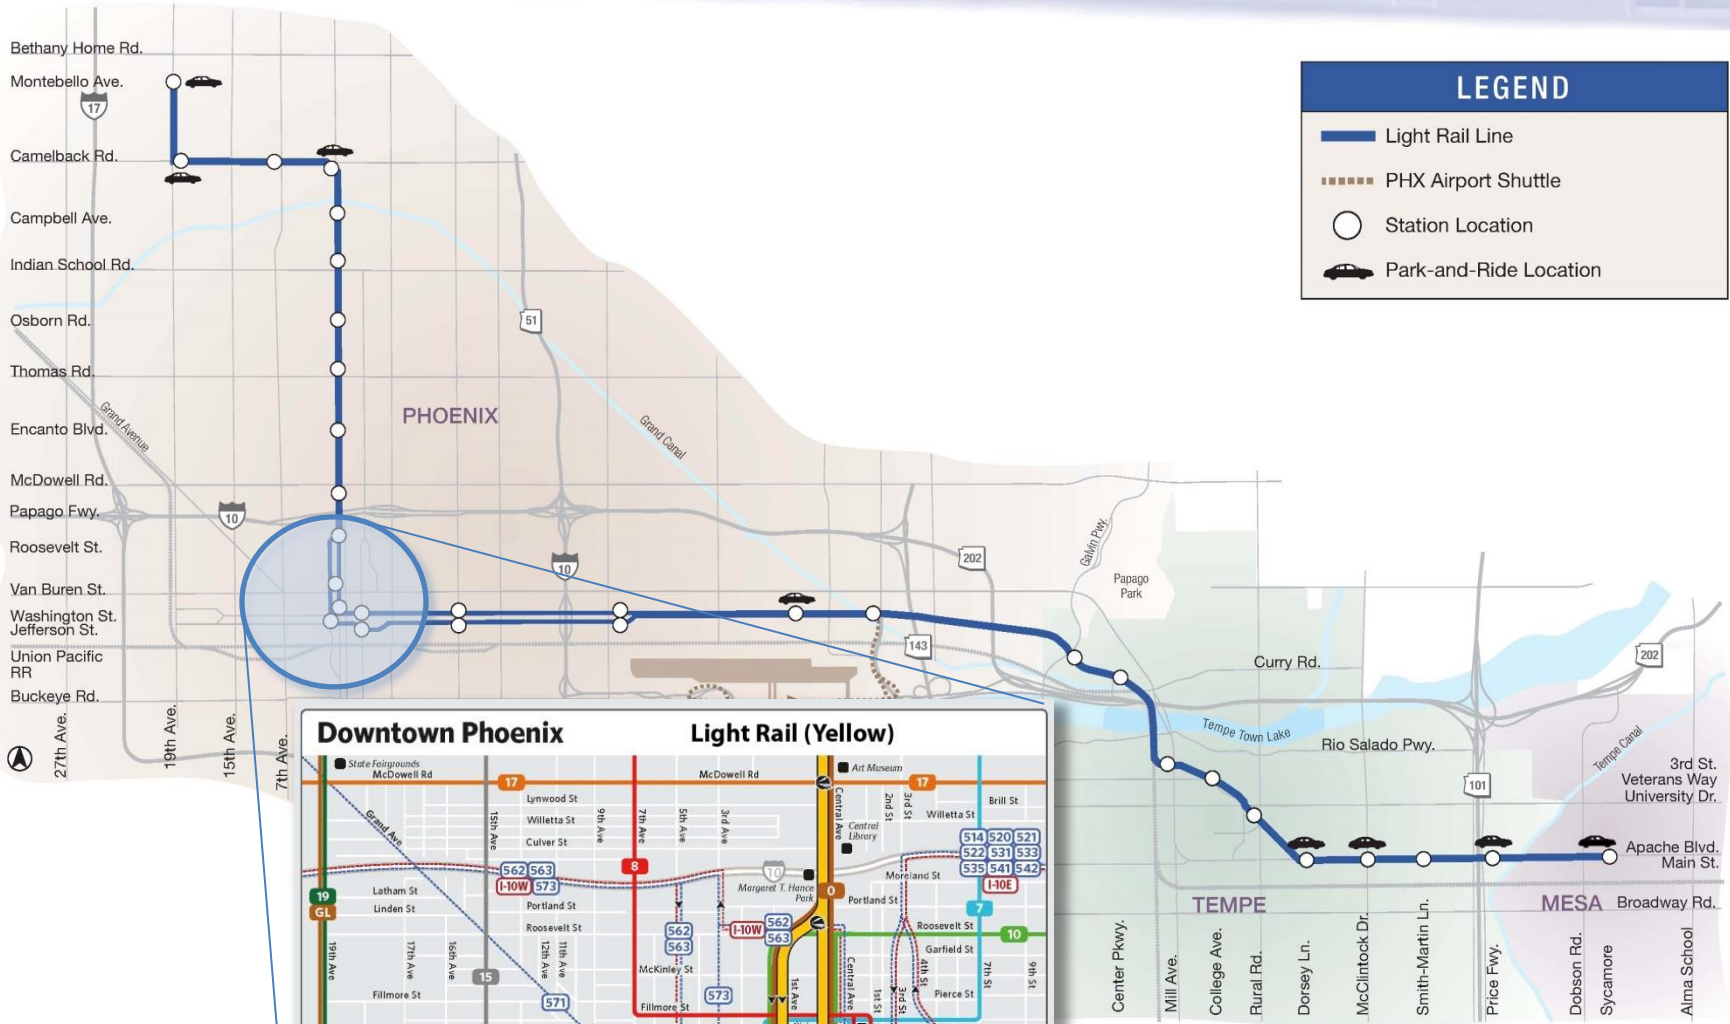 Bethany Home Rd.
Montebello Ave.
17
Camelback Rd.
Campbell Ave.
Indian School Rd.
Osborn Rd.
51
Thomas Rd.
Grand Avenue
PHOENIX
Encanto Blvd.
Grand Canal
McDowell Rd.
Papago Fwy.
10
Roosevelt St.
10
202
Galvin Pwy.
Papago
Park
Van Buren St.
Washington St.
Jefferson St.
143
Union Pacific
RR
Buckeye Rd.
Curry Rd.
202
27th Ave.
19th Ave.
15th Ave.
7th Ave.
Tempe Town Lake
Rio Salado Pwy.
Tempe Canal
101
3rd St.
Veterans Way
University Dr.
Apache Blvd.
Main St.
TEMPE
MESA
Broadway Rd.
Center Pkwy.
Mill Ave.
College Ave.
Rural Rd.
Dorsey Ln.
McClintock Dr.
Smith-Martin Ln.
Price Fwy.
Dobson Rd.
Sycamore
Alma School
LEGEND
Light Rail Line
PHX Airport Shuttle
Station Location
Park-and-Ride Location
Downtown Phoenix
Light Rail (Yellow)
State Fairgrounds
McDowell Rd
17
McDowell Rd
Art Museum
17
Lynwood St
Willetta St
Culver St
15th Ave
9th Ave
7th Ave
5th Ave
3rd Ave
Central Ave
Central
Library
2nd St
3rd St
Brill St
Willetta St
Grand Ave
514 520 521
522 531 533
535 541 542
I-10E
562 563
I-10W 573
8
10
Margaret T. Hance
Park
0
Moreland St
Portland St
7
19
GL
Latham St
Linden St
Portland St
Roosevelt St
562
563
I-10W
562
563
Roosevelt St
10
Garfield St
19th Ave
17th Ave
16th Ave
15
12th Ave
11th Ave
McKinley St
Fillmore St
571
Fillmore St
573
1st Ave
Central Ave
1st St
3rd St
4th St
7th St
9th St
Pierce St